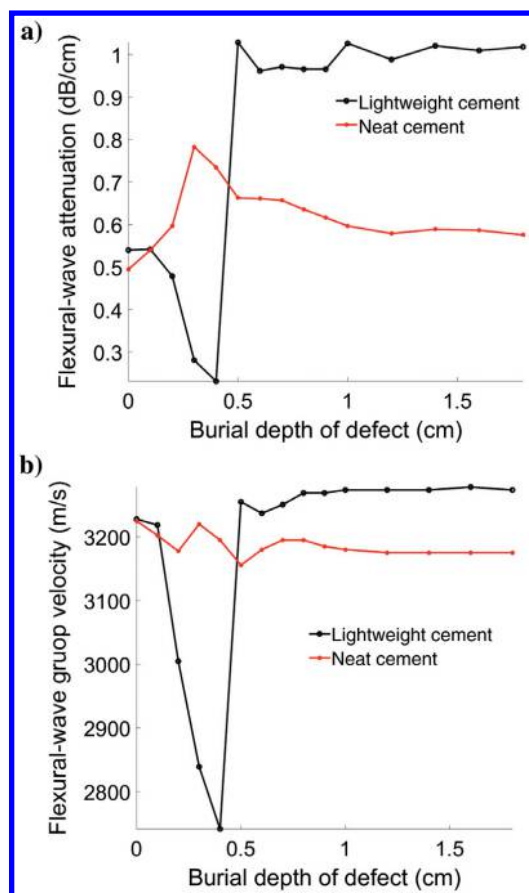 a)
Flexural-wave attenuation (dB/cm)
1
0.9
0.8
0.7
0.6
0.5
0.4
0.3
Lightweight cement
Neat cement
0 0.5 1 1.5
Burial depth of defect (cm)
b)
Flexural-wave gruop velocity (m/s)
3200
3100
3000
2900
2800
Lightweight cement
Neat cement
0 0.5 1 1.5
Burial depth of defect (cm)